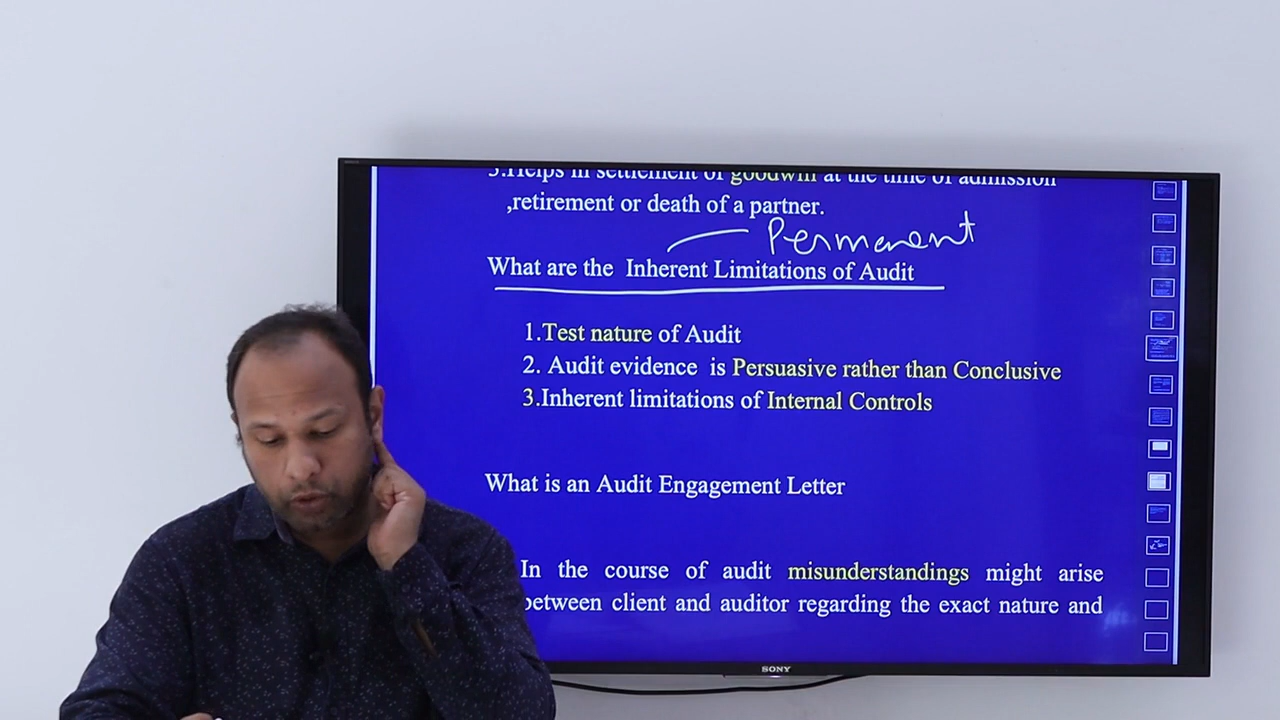 3.Helps in settlement of goodwill at the time of admission
,retirement or death of a partner.
Permenent
What are the Inherent Limitations of Audit
1.Test nature of Audit
2. Audit evidence is Persuasive rather than Conclusive
3.Inherent limitations of Internal Controls
What is an Audit Engagement Letter
In the course of audit misunderstandings might arise
between client and auditor regarding the exact nature and
SONY